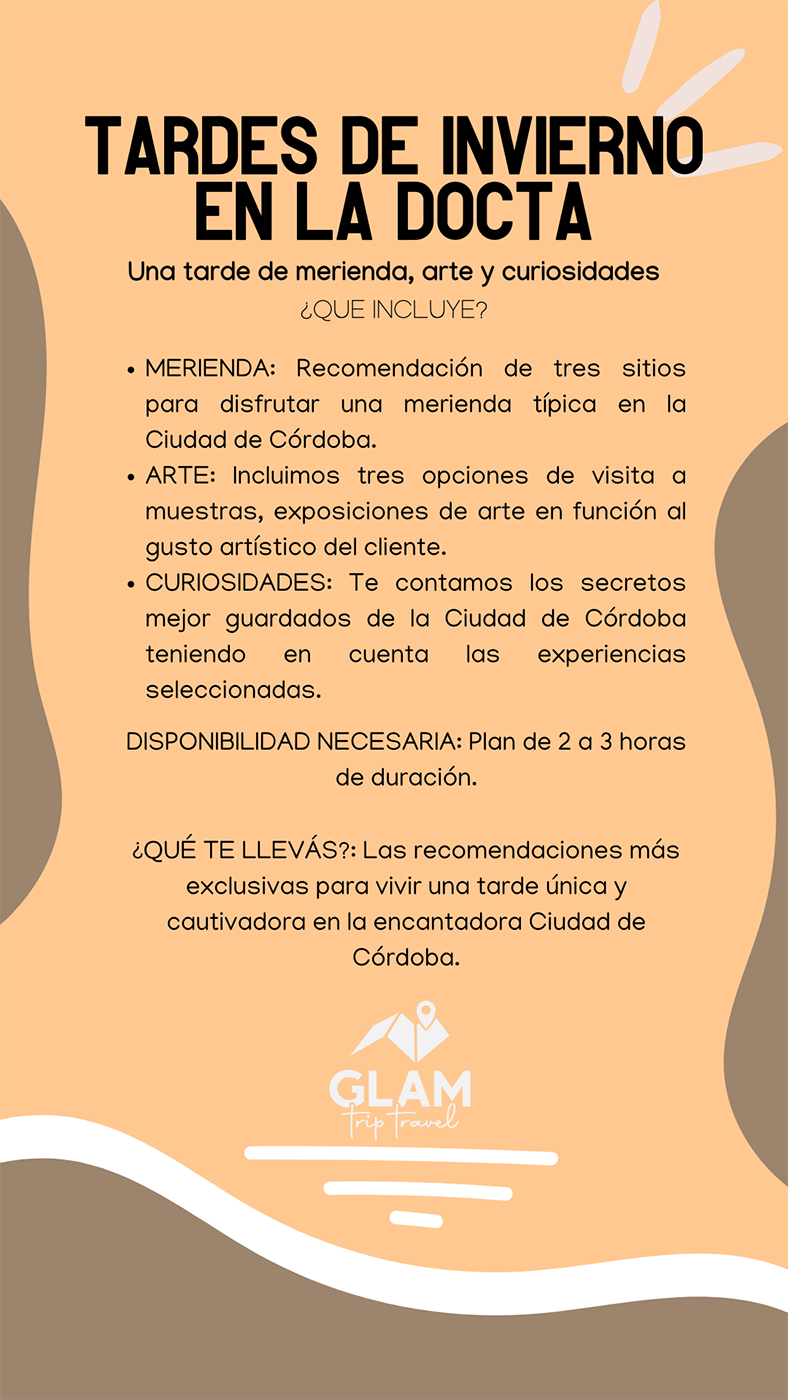 TARDES DE INVIERNO
EN LA DOCTA
Una tarde de merienda, arte y curiosidades
¿QUE INCLUYE?
• MERIENDA: Recomendación de tres sitios
para disfrutar una merienda típica en la
Ciudad de Córdoba.
• ARTE: Incluimos tres opciones de visita a
muestras, exposiciones de arte en función al
gusto artístico del cliente.
• CURIOSIDADES: Te contamos los secretos
mejor guardados de la Ciudad de Córdoba
teniendo en cuenta las experiencias
seleccionadas.
DISPONIBILIDAD NECESARIA: Plan de 2 a 3 horas
de duración.
¿QUÉ TE LLEVÁS?: Las recomendaciones más
exclusivas para vivir una tarde única y
cautivadora en la encantadora Ciudad de
Córdoba.
GLAM
trip travel